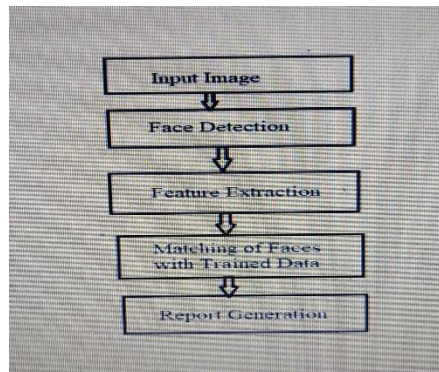 Input Image
Face Detection
Feature Extraction
Matching of Faces
with Trained Data
Report Generation